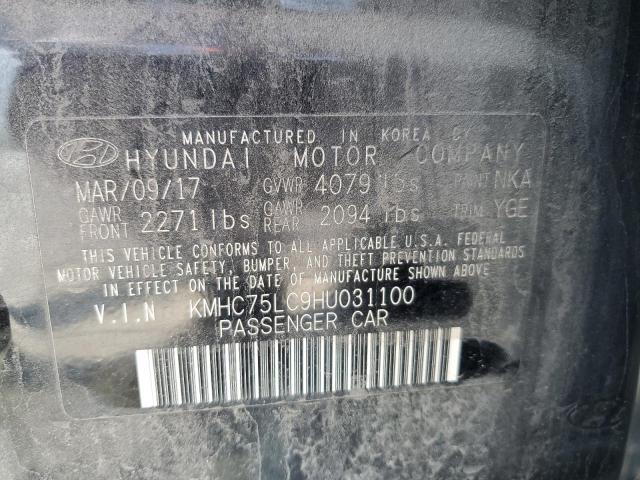 MANUFACTURED IN KOREA BY
HYUNDAI MOTOR COMPANY
MAR/09/17 GVWR 4079 lbs PAINT NKA
GAWR FRONT 2271 lbs GAWR REAR 2094 lbs TRIM YGE
THIS VEHICLE CONFORMS TO ALL APPLICABLE U.S.A. FEDERAL
MOTOR VEHICLE SAFETY, BUMPER, AND THEFT PREVENTION STANDARDS
IN EFFECT ON THE DATE OF MANUFACTURE SHOWN ABOVE.
V.I.N KMHC75LC9HU031100
PASSENGER CAR